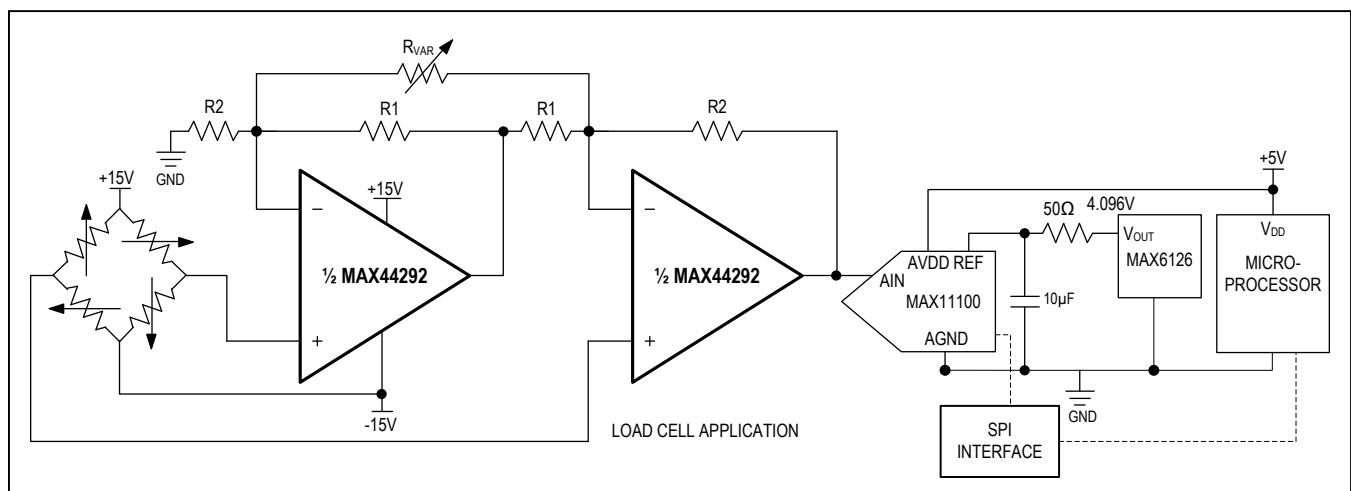 RVAR
R2
R1
R1
R2
GND
+15V
+15V
½ MAX44292
−
+
-15V
½ MAX44292
−
+
LOAD CELL APPLICATION
+5V
50Ω
4.096V
VOUT
MAX6126
VDD
MICRO-
PROCESSOR
AVDD REF
AIN
MAX11100
10µF
AGND
GND
SPI
INTERFACE